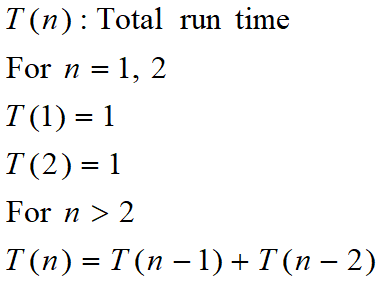 T(n): Total run time
For n = 1, 2
T(1) = 1
T(2) = 1
For n > 2
T(n) = T(n − 1) + T(n − 2)